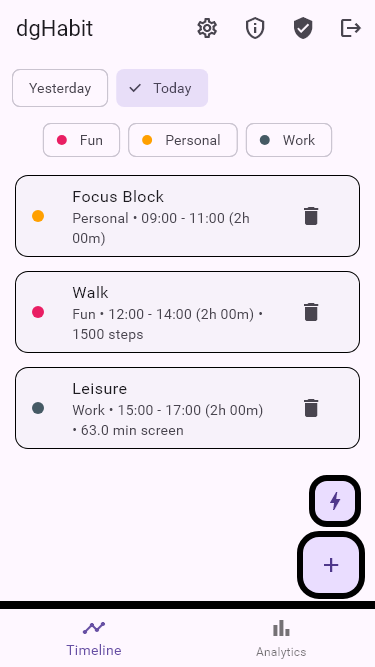 dgHabit
Yesterday
Today
Fun
Personal
Work
Focus Block
Personal • 09:00 - 11:00 (2h
00m)
Walk
Fun • 12:00 - 14:00 (2h 00m) •
1500 steps
Leisure
Work • 15:00 - 17:00 (2h 00m)
• 63.0 min screen
Timeline
Analytics